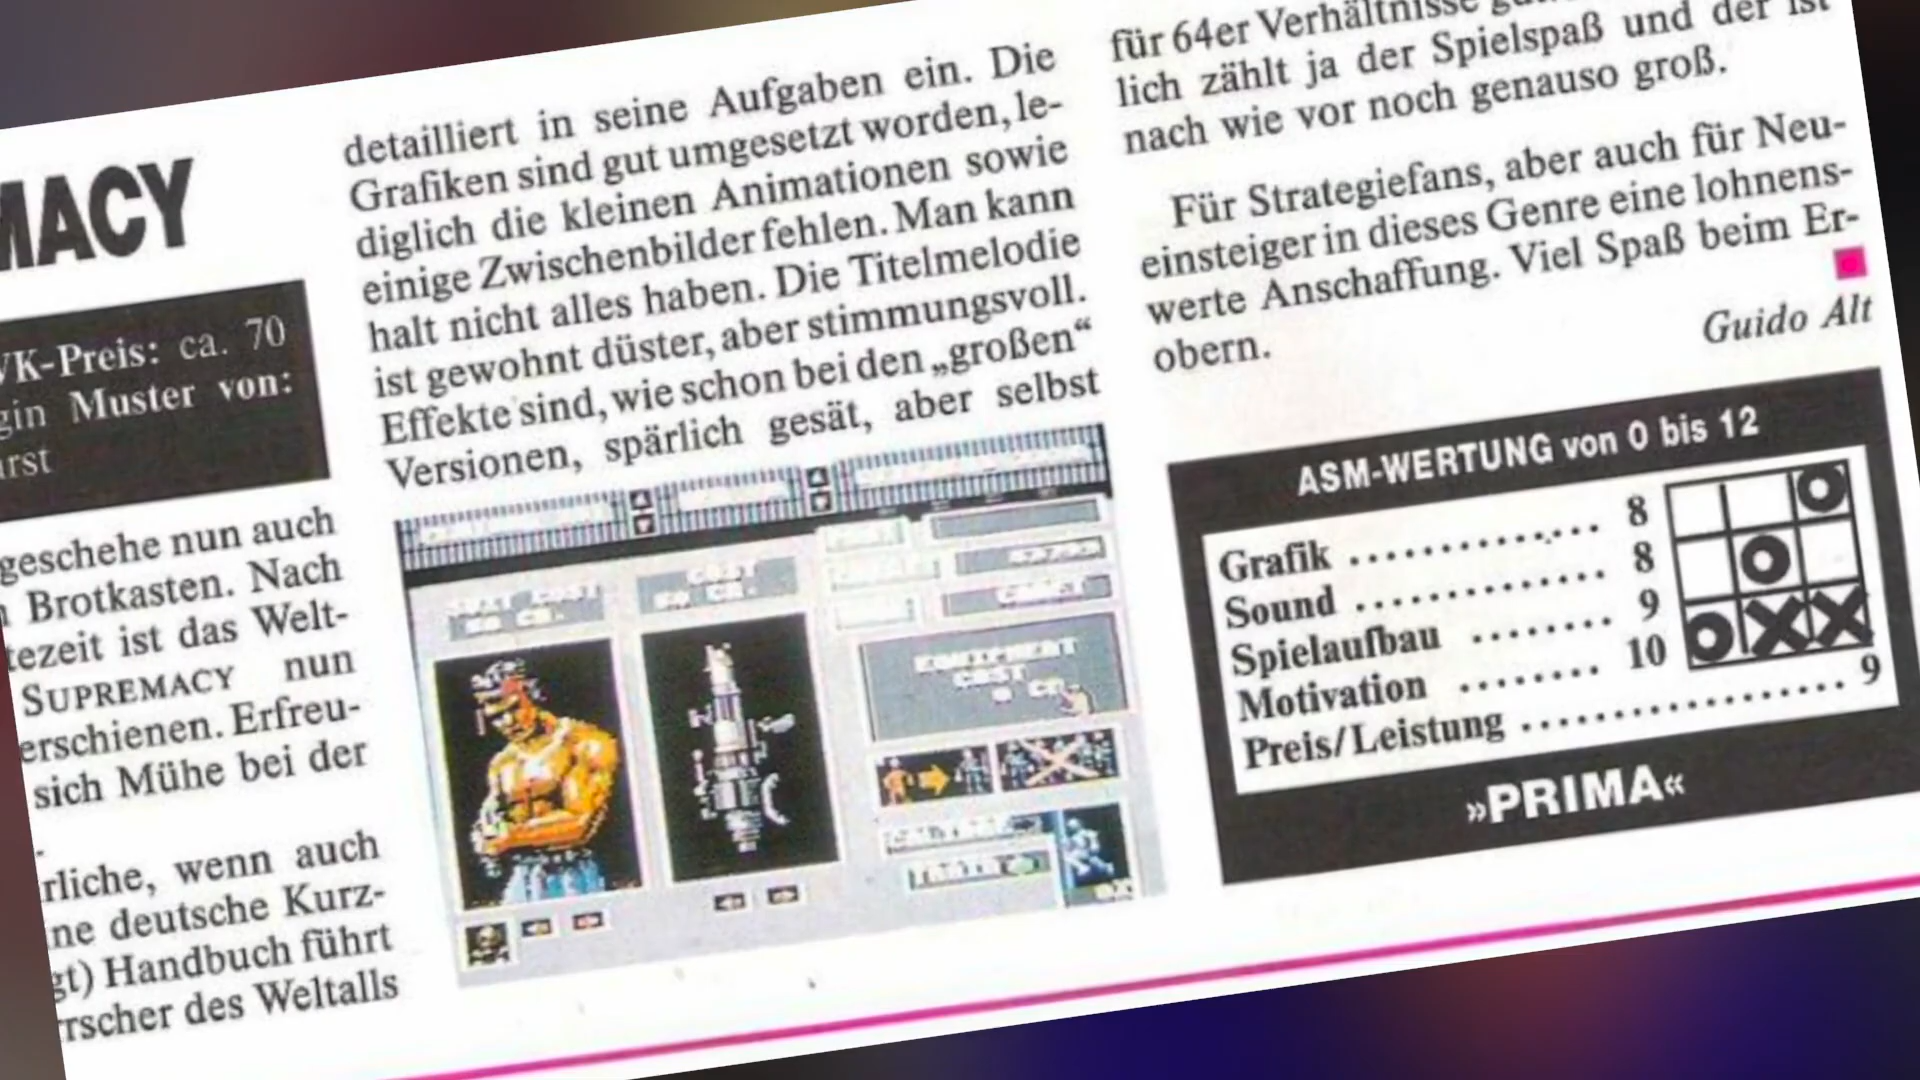 MACY
VK-Preis: ca. 70
gin Muster von:
urst
geschehe nun auch
Brotkasten. Nach
tezeit ist das Welt-
SUPREMACY nun
erschienen. Erfreu-
sich Mühe bei der
rliche, wenn auch
ne deutsche Kurz-
gt) Handbuch führt
rrscher des Weltalls
detailliert in seine Aufgaben ein. Die
Grafiken sind gut umgesetzt worden, le-
diglich die kleinen Animationen sowie
einige Zwischenbilder fehlen. Man kann
halt nicht alles haben. Die Titelmelodie
ist gewohnt düster, aber stimmungsvoll.
Effekte sind, wie schon bei den „großen“
Versionen, spärlich gesät, aber selbst
COST
EQUIPMENT
COST
für 64er Verhältnisse
lich zählt ja der Spielspaß und der ist
nach wie vor noch genauso groß.
Für Strategiefans, aber auch für Neu-
einsteiger in dieses Genre eine lohnens-
werte Anschaffung. Viel Spaß beim Er-
obern.
Guido Alt
ASM-WERTUNG von 0 bis 12
Grafik .................. 8
Sound .................. 8
Spielaufbau ........ 9
Motivation ........ 10
Preis/Leistung .................. 9
»PRIMA«